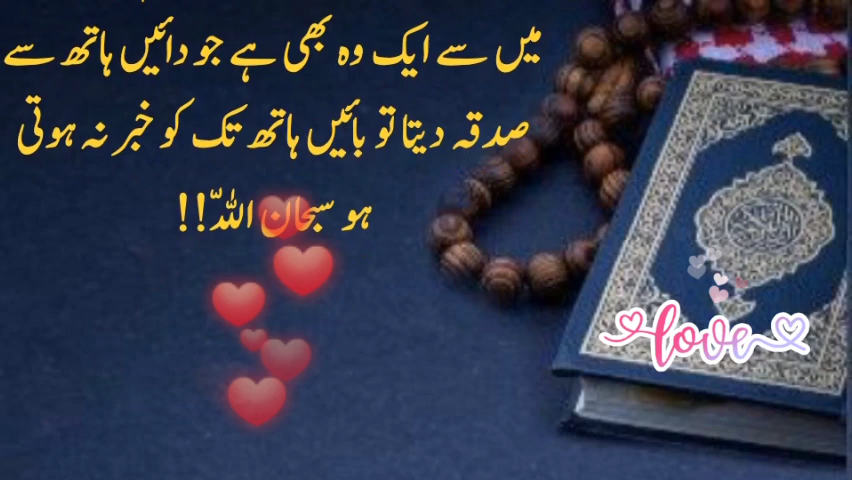 میں سے ایک وہ بھی ہے جو دائیں ہاتھ سے
صدقہ دیتا تو بائیں ہاتھ تک کو خبر نہ ہوتی
ہو سبحان اللہّ!!
love